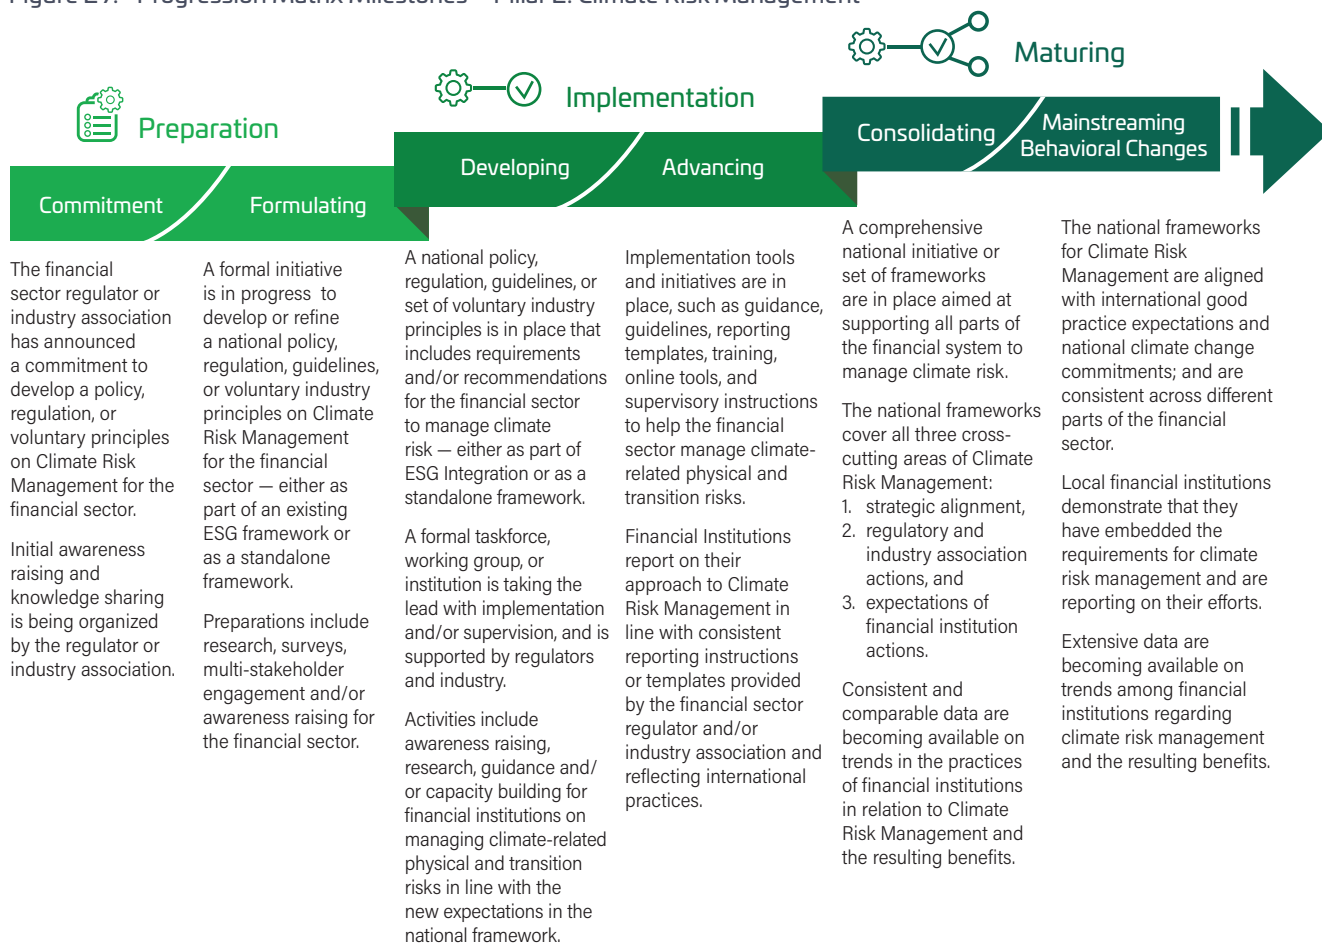 Preparation
Implementation
Maturing
Commitment
Formulating
Developing
Advancing
Consolidating
Mainstreaming
Behavioral Changes
The financial
sector regulator or
industry association
has announced
a commitment to
develop a policy,
regulation, or
voluntary principles
on Climate Risk
Management for the
financial sector.
Initial awareness
raising and
knowledge sharing
is being organized
by the regulator or
industry association.
A formal initiative
is in progress to
develop or refine
a national policy,
regulation, guidelines,
or voluntary industry
principles on Climate
Risk Management
for the financial
sector — either as
part of an existing
ESG framework or
as a standalone
framework.
Preparations include
research, surveys,
multi-stakeholder
engagement and/or
awareness raising for
the financial sector.
A national policy,
regulation, guidelines, or
set of voluntary industry
principles is in place that
includes requirements
and/or recommendations
for the financial sector
to manage climate
risk — either as part of
ESG Integration or as a
standalone framework.
A formal taskforce,
working group, or
institution is taking the
lead with implementation
and/or supervision, and is
supported by regulators
and industry.
Activities include
awareness raising,
research, guidance and/
or capacity building for
financial institutions on
managing climate-related
physical and transition
risks in line with the
new expectations in the
national framework.
Implementation tools
and initiatives are in
place, such as guidance,
guidelines, reporting
templates, training,
online tools, and
supervisory instructions
to help the financial
sector manage climate-
related physical and
transition risks.
Financial Institutions
report on their
approach to Climate
Risk Management in
line with consistent
reporting instructions
or templates provided
by the financial sector
regulator and/or
industry association and
reflecting international
practices.
A comprehensive
national initiative or
set of frameworks
are in place aimed at
supporting all parts of
the financial system to
manage climate risk.
The national frameworks
cover all three cross-
cutting areas of Climate
Risk Management:
1. strategic alignment,
2. regulatory and
industry association
actions, and
3. expectations of
financial institution
actions.
Consistent and
comparable data are
becoming available on
trends in the practices
of financial institutions
in relation to Climate
Risk Management and
the resulting benefits.
The national frameworks
for Climate Risk
Management are aligned
with international good
practice expectations and
national climate change
commitments; and are
consistent across different
parts of the financial
sector.
Local financial institutions
demonstrate that they
have embedded the
requirements for climate
risk management and are
reporting on their efforts.
Extensive data are
becoming available on
trends among financial
institutions regarding
climate risk management
and the resulting benefits.